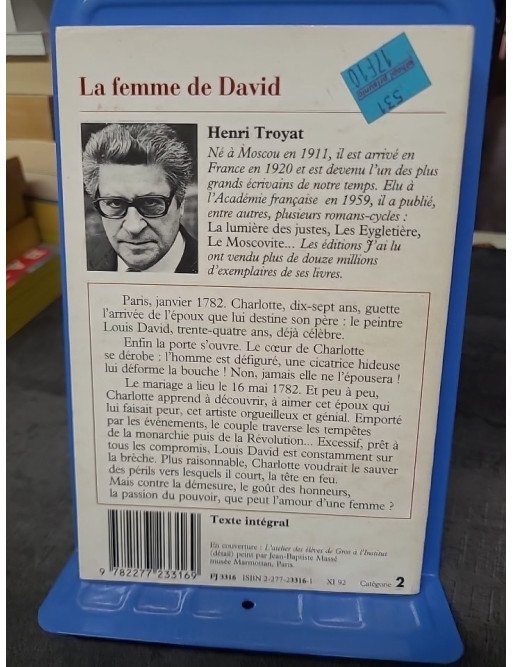 La femme de David
17F10
531
Henri Troyat
Né à Moscou en 1911, il est arrivé en
France en 1920 et est devenu l'un des plus
grands écrivains de notre temps. Elu à
l'Académie française en 1959, il a publié,
entre autres, plusieurs romans-cycles :
La lumière des justes, Les Eygletière,
Le Moscovite... Les éditions J'ai lu
ont vendu plus de douze millions
d'exemplaires de ses livres.
Paris, janvier 1782. Charlotte, dix-sept ans, guette
l'arrivée de l'époux que lui destine son père : le peintre
Louis David, trente-quatre ans, déjà célèbre.
Enfin la porte s'ouvre. Le cœur de Charlotte
se dérobe : l'homme est défiguré, une cicatrice hideuse
lui déforme la bouche ! Non, jamais elle ne l'épousera !
Le mariage a lieu le 16 mai 1782. Et peu à peu,
Charlotte apprend à découvrir, à aimer cet époux qui
lui faisait peur, cet artiste orgueilleux et génial. Emporté
par les événements, le couple traverse les tempêtes
de la monarchie puis de la Révolution... Excessif, prêt à
tous les compromis, Louis David est constamment sur
la brèche. Plus raisonnable, Charlotte voudrait le sauver
des périls vers lesquels il court, la tête en feu.
Mais contre la démesure, le goût des honneurs,
la passion du pouvoir, que peut l'amour d'une femme ?
Texte intégral
En couverture : L'atelier des élèves de Gros à l'Institut
(détail) peint par Jean-Baptiste Massé
musée Marmottan, Paris.
9 782277 233169
FJ 3316 ISBN 2-277-23316-1 XI 92 Catégorie 2